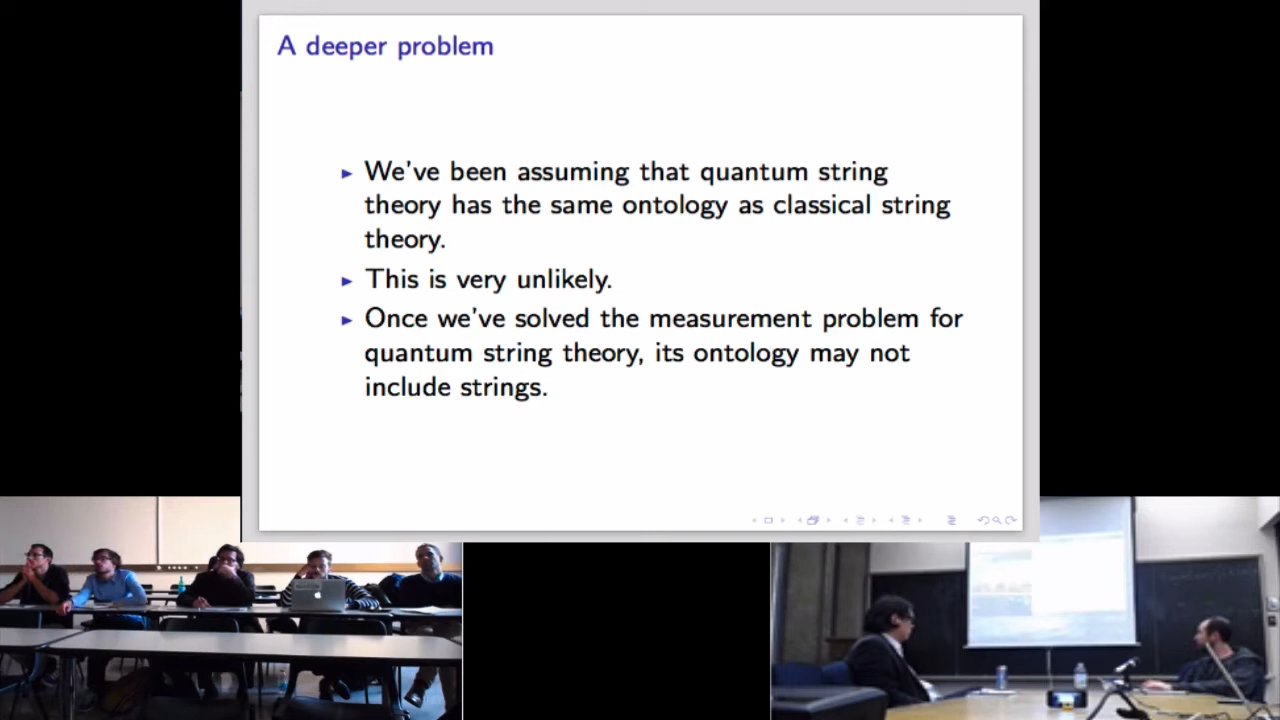 A deeper problem
We've been assuming that quantum string
theory has the same ontology as classical string
theory.
This is very unlikely.
Once we've solved the measurement problem for
quantum string theory, its ontology may not
include strings.